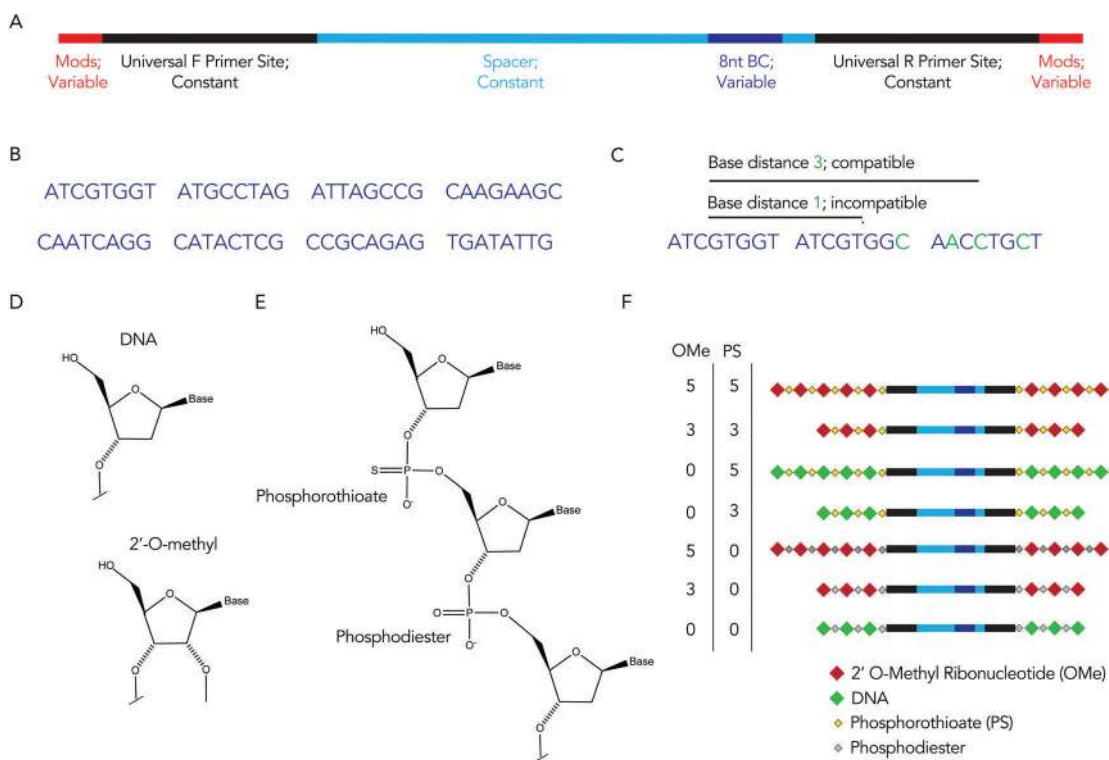 A
Mods;
Variable
Universal F Primer Site;
Constant
Spacer;
Constant
8nt BC;
Variable
Universal R Primer Site;
Constant
Mods;
Variable
B
ATCGTGGT ATGCCTAG ATTAGCCG CAAGAAGC
CAATCAGG CATACTCG CCGCAGAG TGATATTG
C
Base distance 3; compatible
Base distance 1; incompatible
ATCGTGGT ATCGTGGC AACCTGCT
D
DNA
HO
O
Base
O
2'-O-methyl
HO
O
Base
O
O
E
HO
O
Base
O
S
P
O
O-
Phosphorothioate
O
Base
O
O
P
O
O-
Phosphodiester
O
Base
O
F
OMe PS
5 5
3 3
0 5
0 3
5 0
3 0
0 0
2' O-Methyl Ribonucleotide (OMe)
DNA
Phosphorothioate (PS)
Phosphodiester